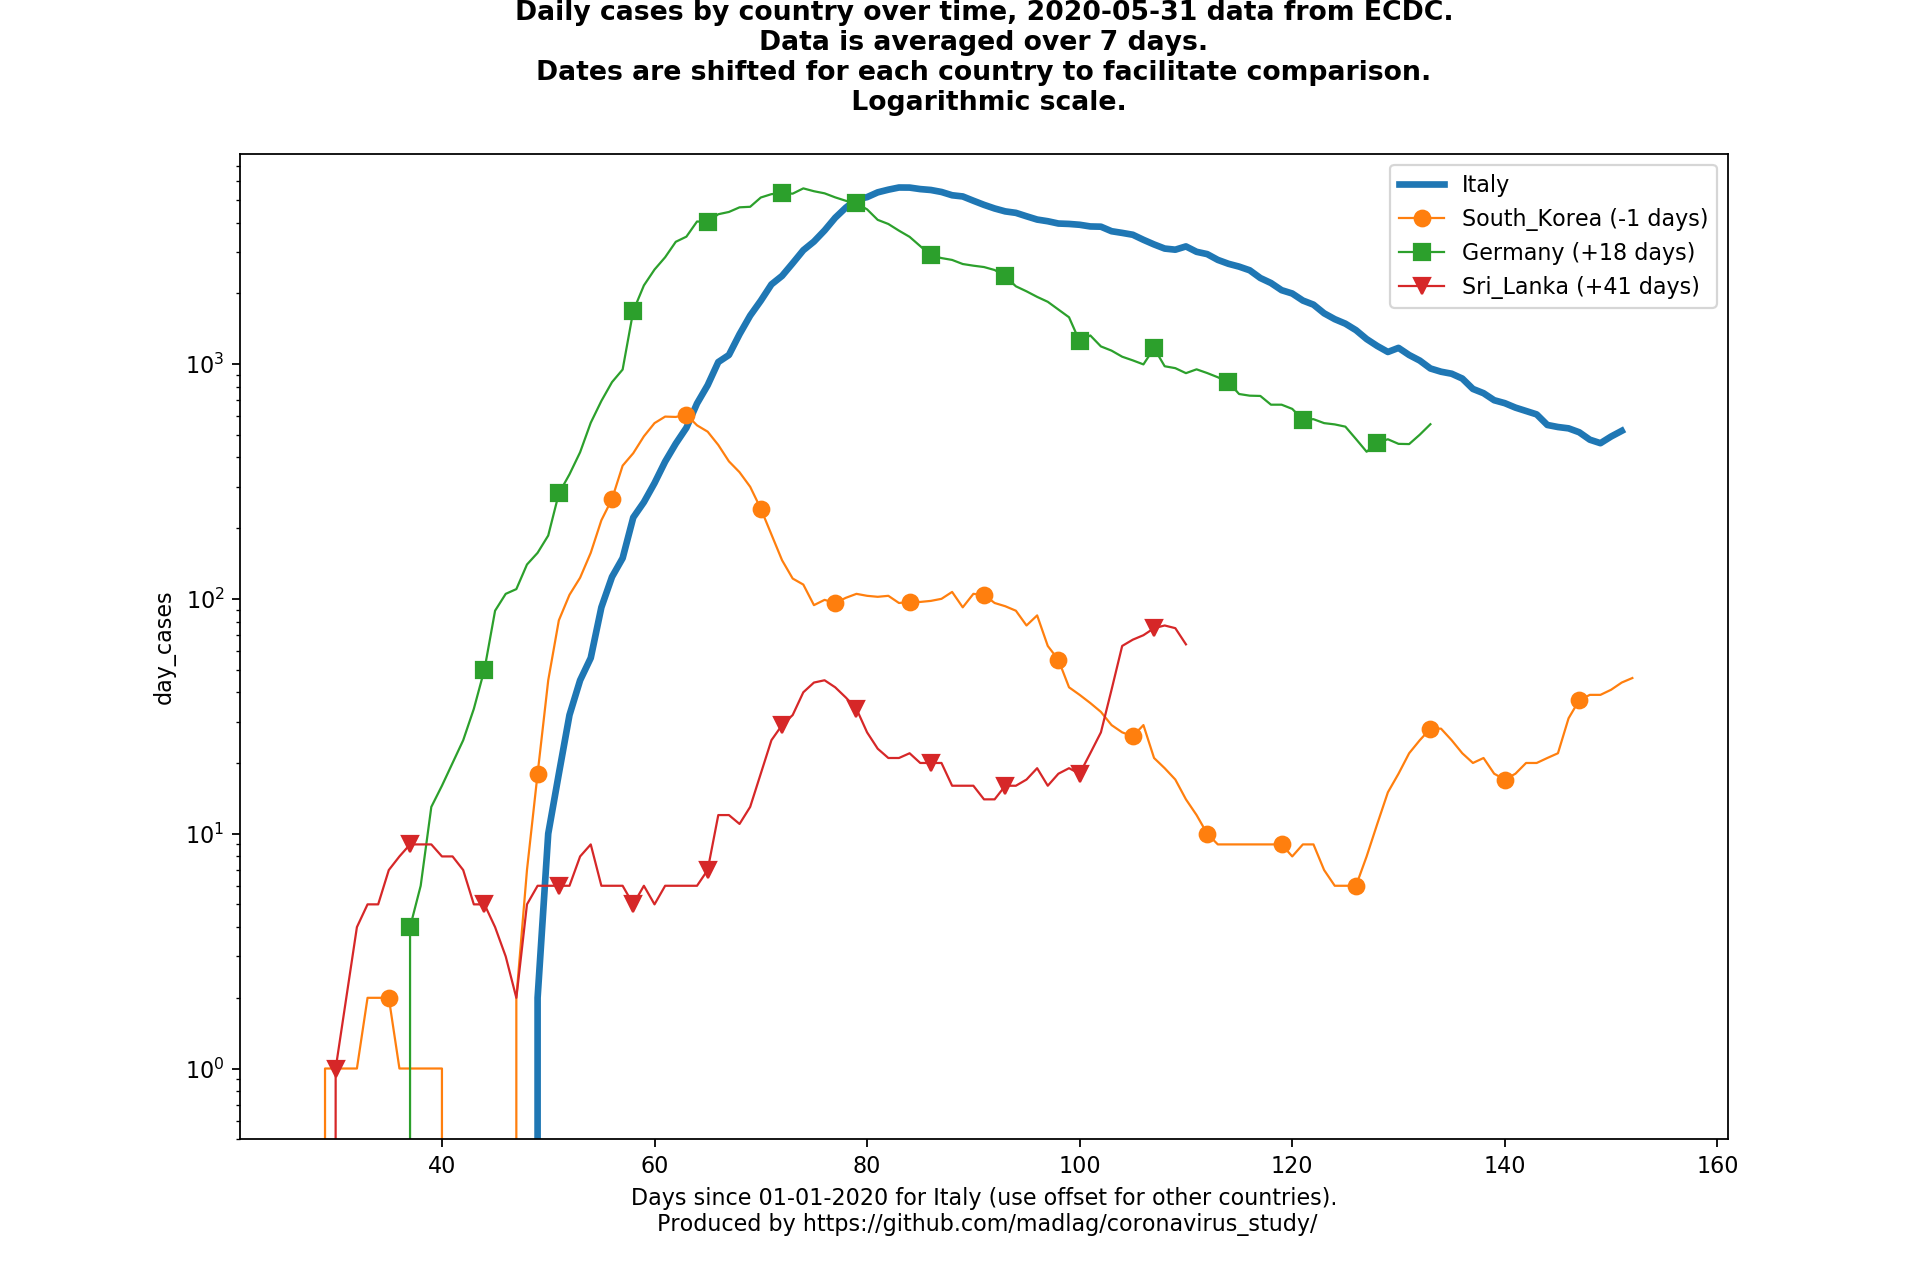 Daily cases by country over time, 2020-05-31 data from ECDC.
Data is averaged over 7 days.
Dates are shifted for each country to facilitate comparison.
Logarithmic scale.
Italy
South_Korea (-1 days)
Germany (+18 days)
Sri_Lanka (+41 days)
day_cases
10³
10²
10¹
10⁰
40 60 80 100 120 140 160
Days since 01-01-2020 for Italy (use offset for other countries).
Produced by https://github.com/madlag/coronavirus_study/